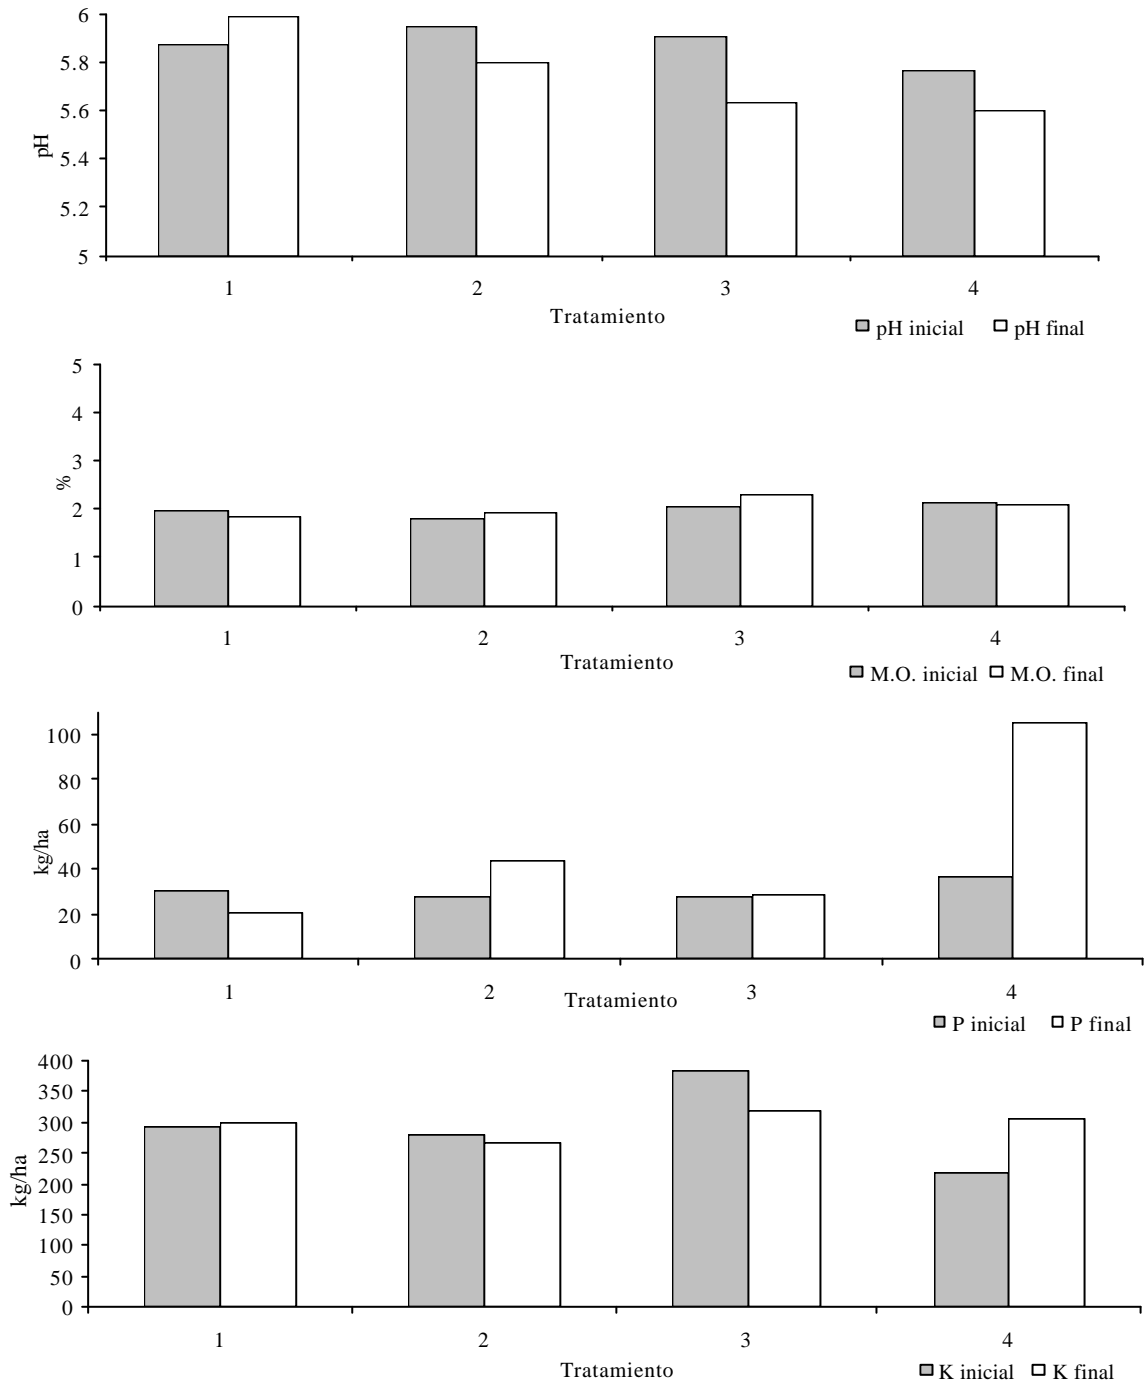 6
5.8
5.6
5.4
5.2
5
pH
1 2 3 4
Tratamiento
pH inicial pH final
5
4
3
2
1
0
%
1 2 3 4
Tratamiento
M.O. inicial M.O. final
100
80
60
40
20
0
kg/ha
1 2 3 4
Tratamiento
P inicial P final
400
350
300
250
200
150
100
50
0
kg/ha
1 2 3 4
Tratamiento
K inicial K final